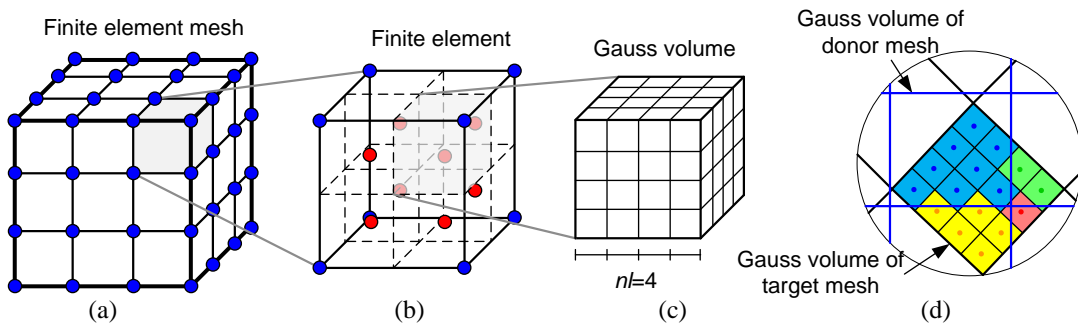 Finite element mesh
Finite element
Gauss volume
Gauss volume of
donor mesh
nl=4
Gauss volume of
target mesh
(a)
(b)
(c)
(d)